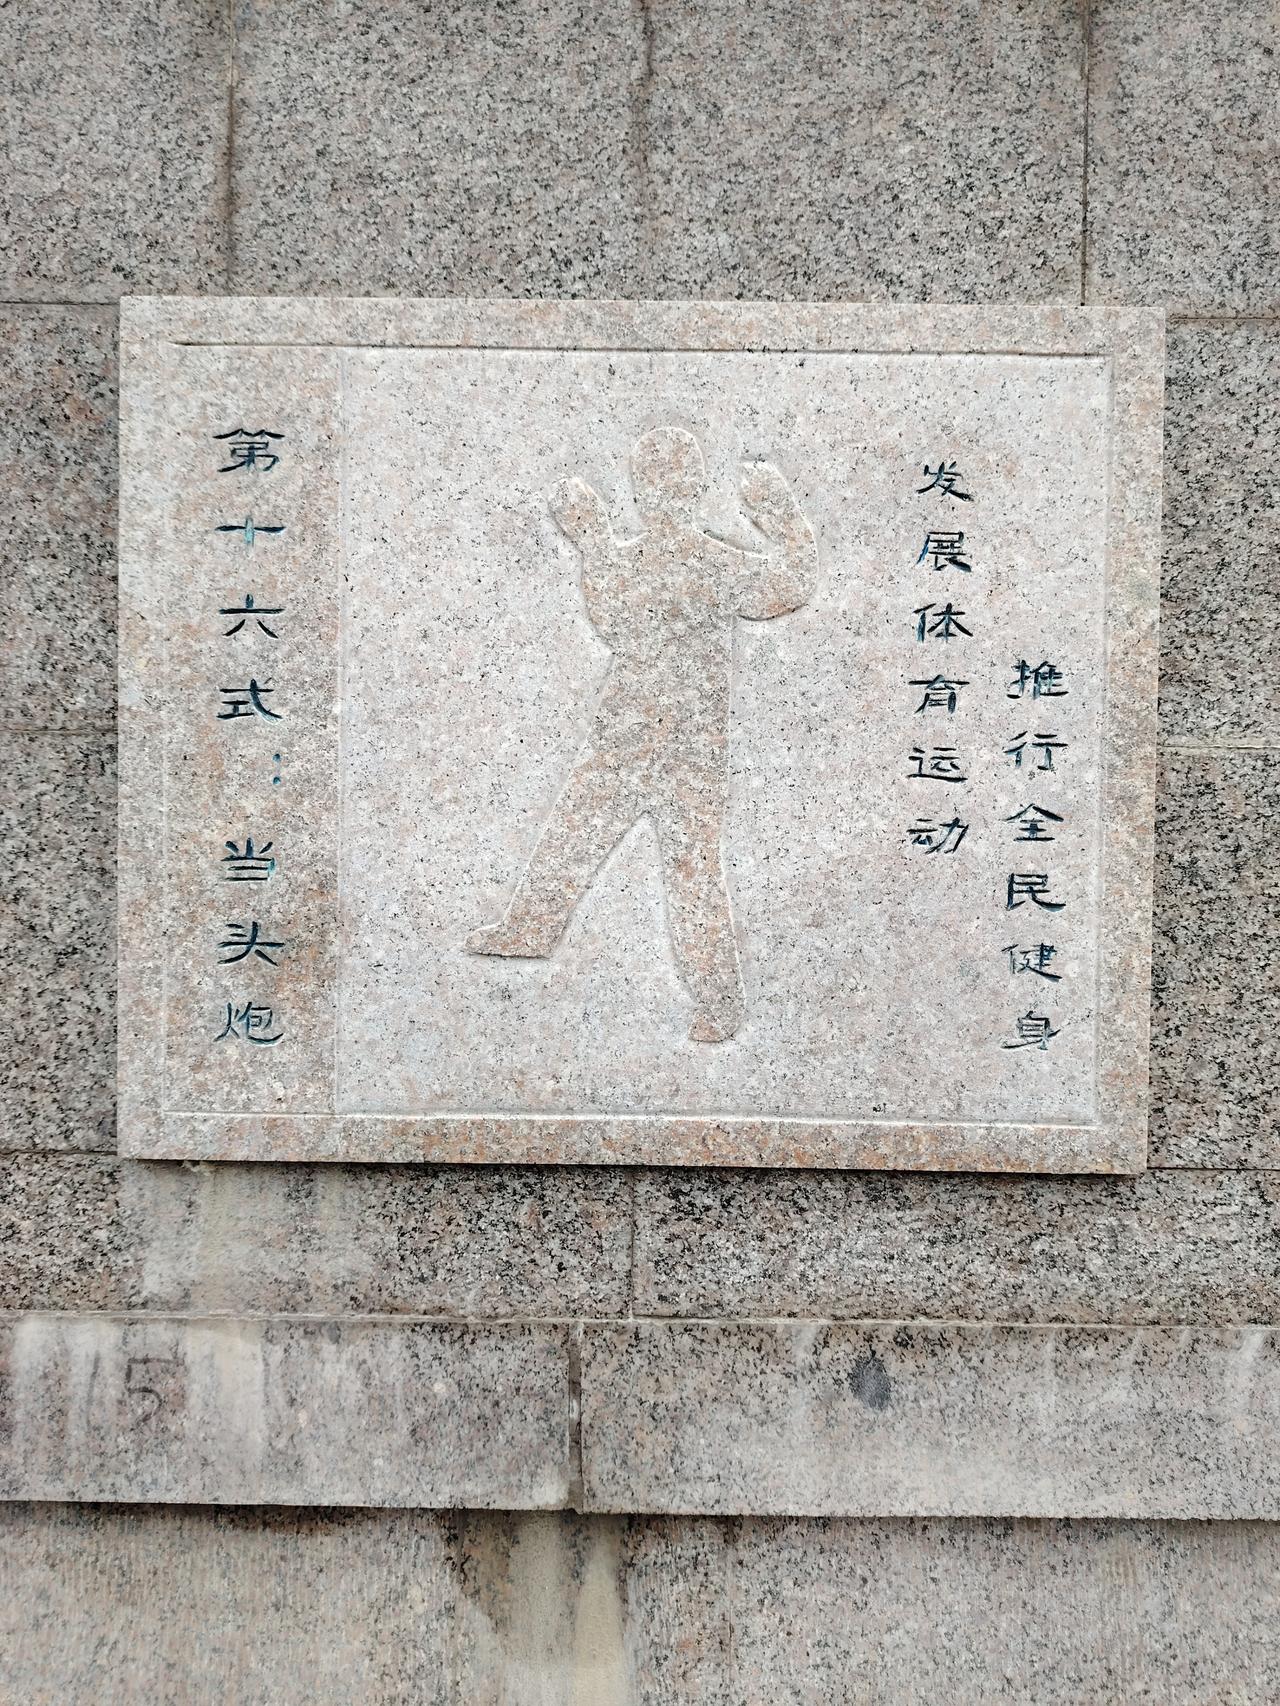 第十六式：当头炮
发展体育运动
推行全民健身
15